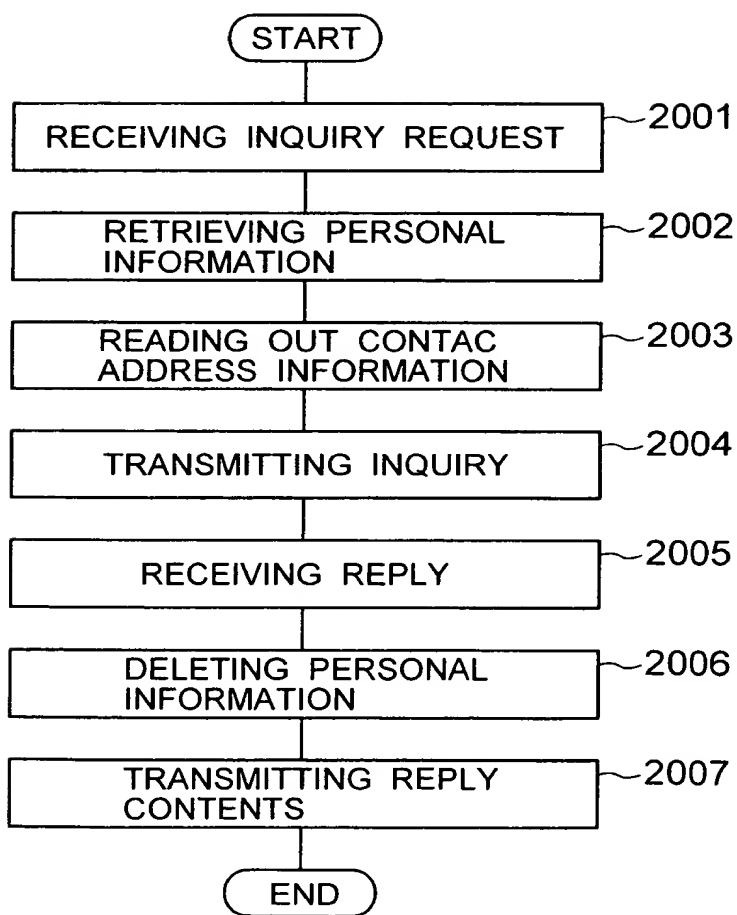 START
RECEIVING INQUIRY REQUEST
2001
RETRIEVING PERSONAL
INFORMATION
2002
READING OUT CONTAC
ADDRESS INFORMATION
2003
TRANSMITTING INQUIRY
2004
RECEIVING REPLY
2005
DELETING PERSONAL
INFORMATION
2006
TRANSMITTING REPLY
CONTENTS
2007
END